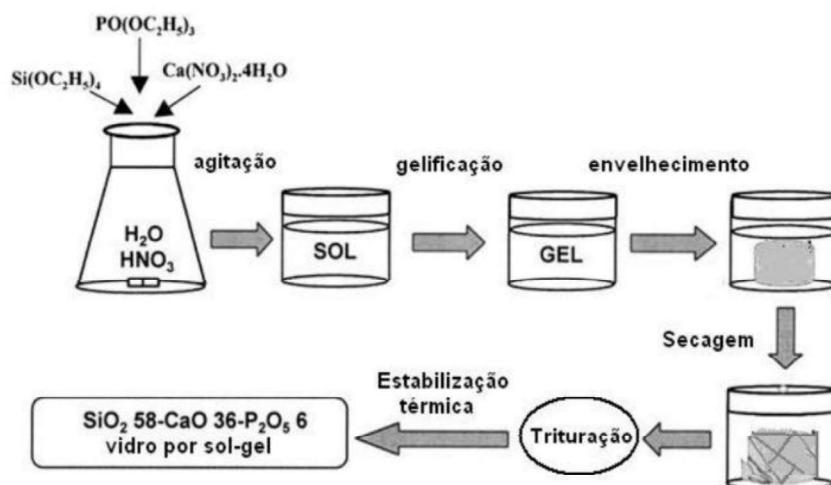 PO(OC₂H₅)₃
Si(OC₂H₅)₄
Ca(NO₃)₂.4H₂O
agitação
gelificação
envelhecimento
H₂O
HNO₃
SOL
GEL
Secagem
Estabilização
térmica
Trituração
SiO₂ 58-CaO 36-P₂O₅ 6
vidro por sol-gel